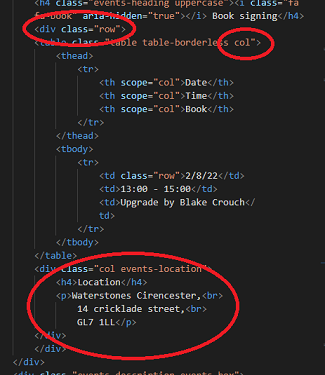 <h4 class="events-heading uppercase"><i class="fa
fa-book" aria-hidden="true"></i> Book signing</h4>
<div class="row">
<table class="table table-borderless col">
<thead>
<tr>
<th scope="col">Date</th>
<th scope="col">Time</th>
<th scope="col">Book</th>
</tr>
</thead>
<tbody>
<tr>
<td class="row">2/8/22</td>
<td>13:00 - 15:00</td>
<td>Upgrade by Blake Crouch</
td>
</tr>
</tbody>
</table>
<div class="col events-location">
<h4>Location</h4>
<p>Waterstones Cirencester,<br>
14 cricklade street,<br>
GL7 1LL</p>
</div>
</div>
<div class="events-description events-box">